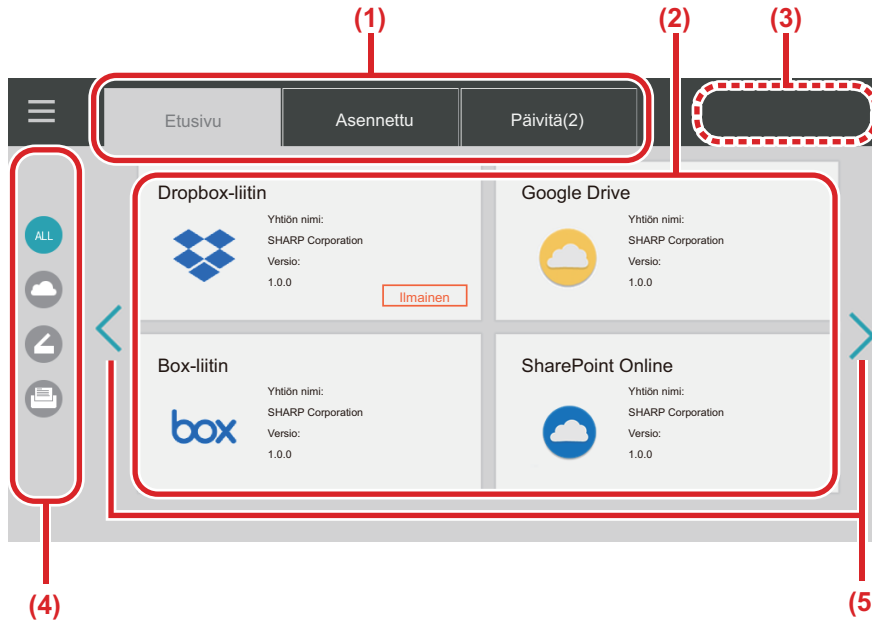 (1)
(2)
(3)
Etusivu
Asennettu
Päivitä(2)
ALL
Dropbox-liitin
Yhtiön nimi:
SHARP Corporation
Versio:
1.0.0
Ilmainen
Google Drive
Yhtiön nimi:
SHARP Corporation
Versio:
1.0.0
Box-liitin
box
Yhtiön nimi:
SHARP Corporation
Versio:
1.0.0
SharePoint Online
Yhtiön nimi:
SHARP Corporation
Versio:
1.0.0
(4)
(5